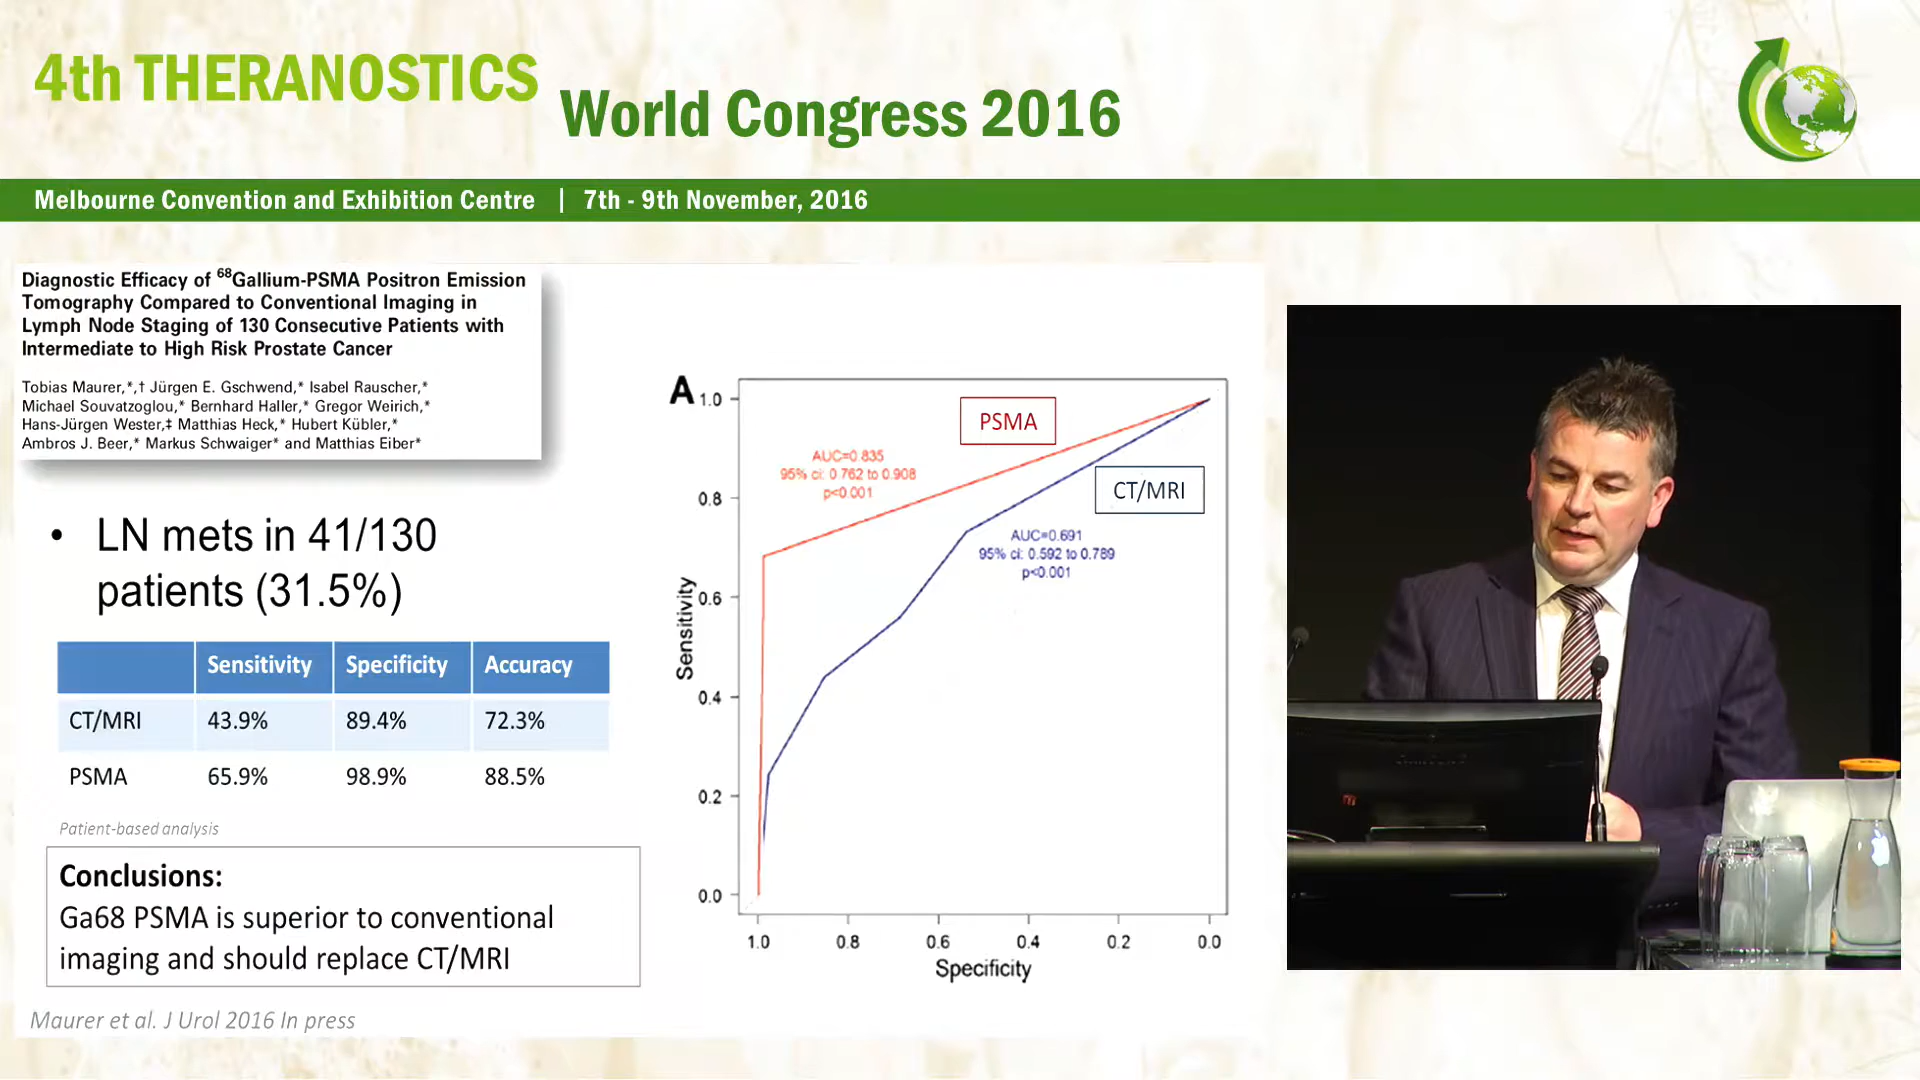 4th THERANOSTICS
World Congress 2016
Melbourne Convention and Exhibition Centre | 7th - 9th November, 2016
Diagnostic Efficacy of 68Gallium-PSMA Positron Emission
Tomography Compared to Conventional Imaging in
Lymph Node Staging of 130 Consecutive Patients with
Intermediate to High Risk Prostate Cancer
Tobias Maurer,*,† Jürgen E. Gschwend,* Isabel Rauscher,*
Michael Souvatzoglou,* Bernhard Haller,* Gregor Weirich,*
Hans-Jürgen Wester,‡ Matthias Heck,* Hubert Kübler,*
Ambros J. Beer,* Markus Schwaiger* and Matthias Eiber*
• LN mets in 41/130
patients (31.5%)
Sensitivity Specificity Accuracy
CT/MRI 43.9% 89.4% 72.3%
PSMA 65.9% 98.9% 88.5%
Patient-based analysis
Conclusions:
Ga68 PSMA is superior to conventional
imaging and should replace CT/MRI
Maurer et al. J Urol 2016 In press
A
PSMA
AUC=0.835
95% ci: 0.762 to 0.908
p<0.001
CT/MRI
AUC=0.691
95% ci: 0.592 to 0.789
p<0.001
Sensitivity
1.0
0.8
0.6
0.4
0.2
0.0
1.0 0.8 0.6 0.4 0.2 0.0
Specificity